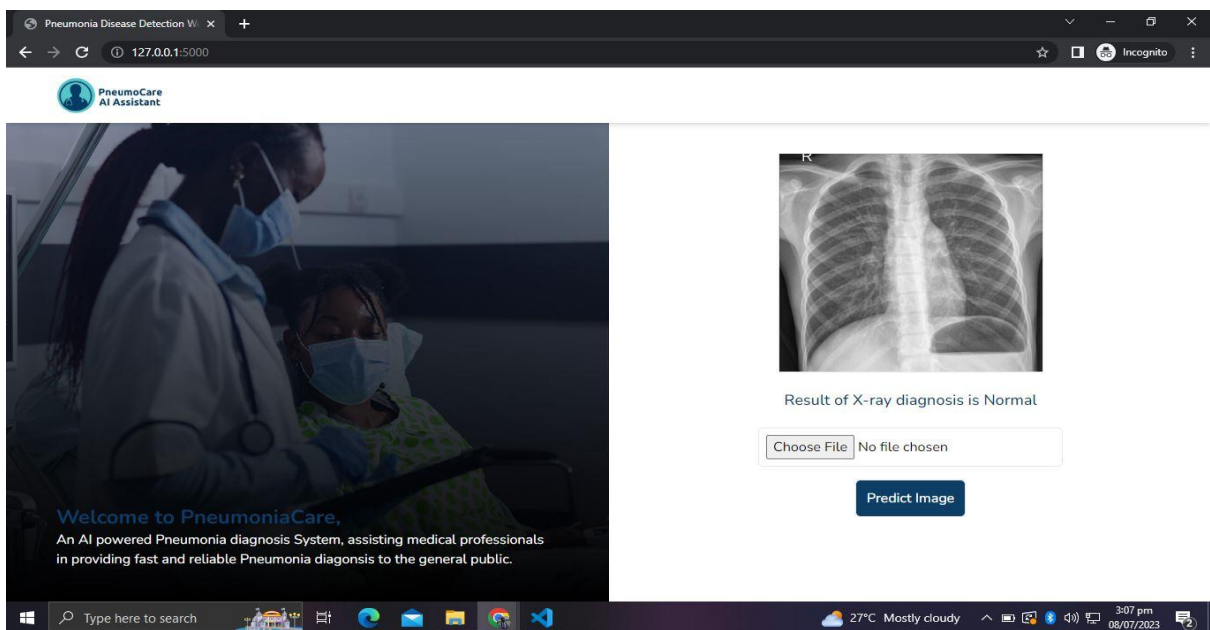 Pneumonia Disease Detection W
127.0.0.1:5000
Incognito
PneumoCare
AI Assistant
R
Result of X-ray diagnosis is Normal
Choose File No file chosen
Predict Image
Welcome to PneumoniaCare,
An AI powered Pneumonia diagnosis System, assisting medical professionals
in providing fast and reliable Pneumonia diagonsis to the general public.
Type here to search
27°C Mostly cloudy
3:07 pm
08/07/2023
2